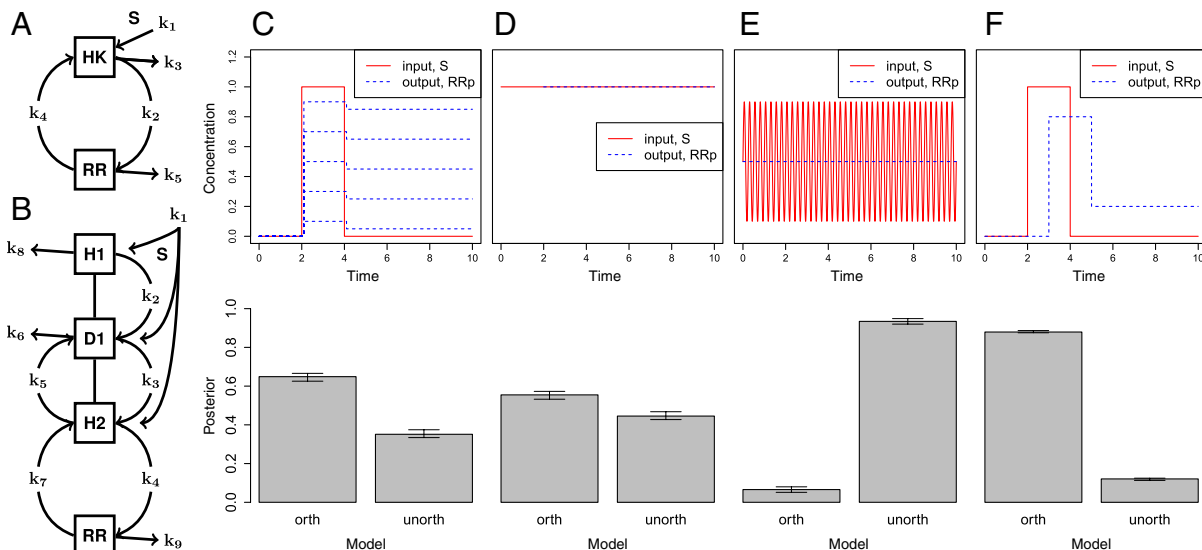 A
S
k1
HK
k3
k4
k2
RR
k5
B
k1
k8
H1
S
k2
k6
D1
k5
k3
H2
k7
k4
RR
k9
C
Concentration
0.0 0.2 0.4 0.6 0.8 1.0 1.2
input, S
output, RRp
0 2 4 6 8 10
Time
D
input, S
output, RRp
0 2 4 6 8 10
Time
E
input, S
output, RRp
0 2 4 6 8 10
Time
F
input, S
output, RRp
0 2 4 6 8 10
Time
Posterior
0.0 0.2 0.4 0.6 0.8 1.0
orth unorth
Model
orth unorth
Model
orth unorth
Model
orth unorth
Model